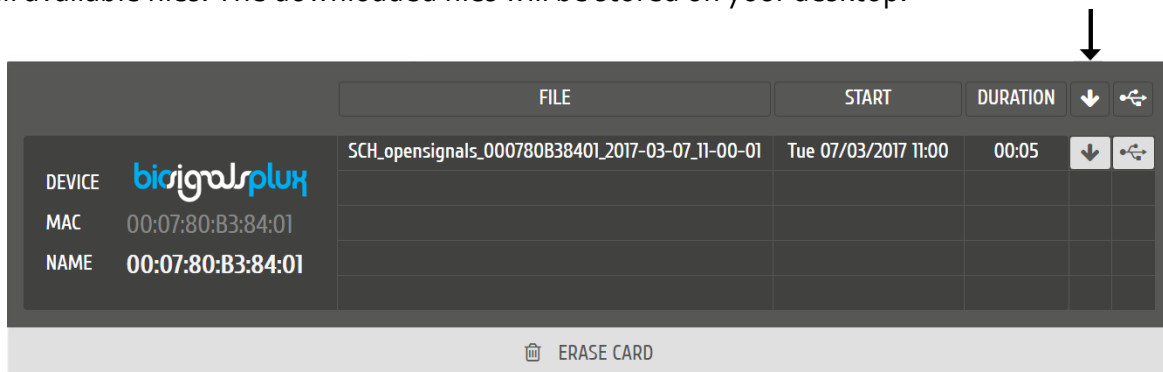 all available files. The downloaded files will be stored on your desktop.
FILE START DURATION
SCH_opensignals_000780B38401_2017-03-07_11-00-01 Tue 07/03/2017 11:00 00:05
DEVICE biosignalsplux
MAC 00:07:80:B3:84:01
NAME 00:07:80:B3:84:01
ERASE CARD